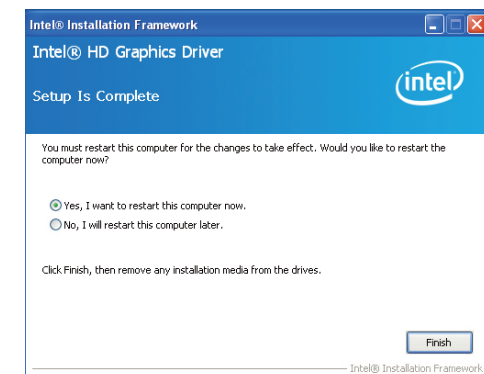 Intel® Installation Framework
Intel® HD Graphics Driver
Setup Is Complete
intel
You must restart this computer for the changes to take effect. Would you like to restart the
computer now?
Yes, I want to restart this computer now.
No, I will restart this computer later.
Click Finish, then remove any installation media from the drives.
Finish
Intel® Installation Framework